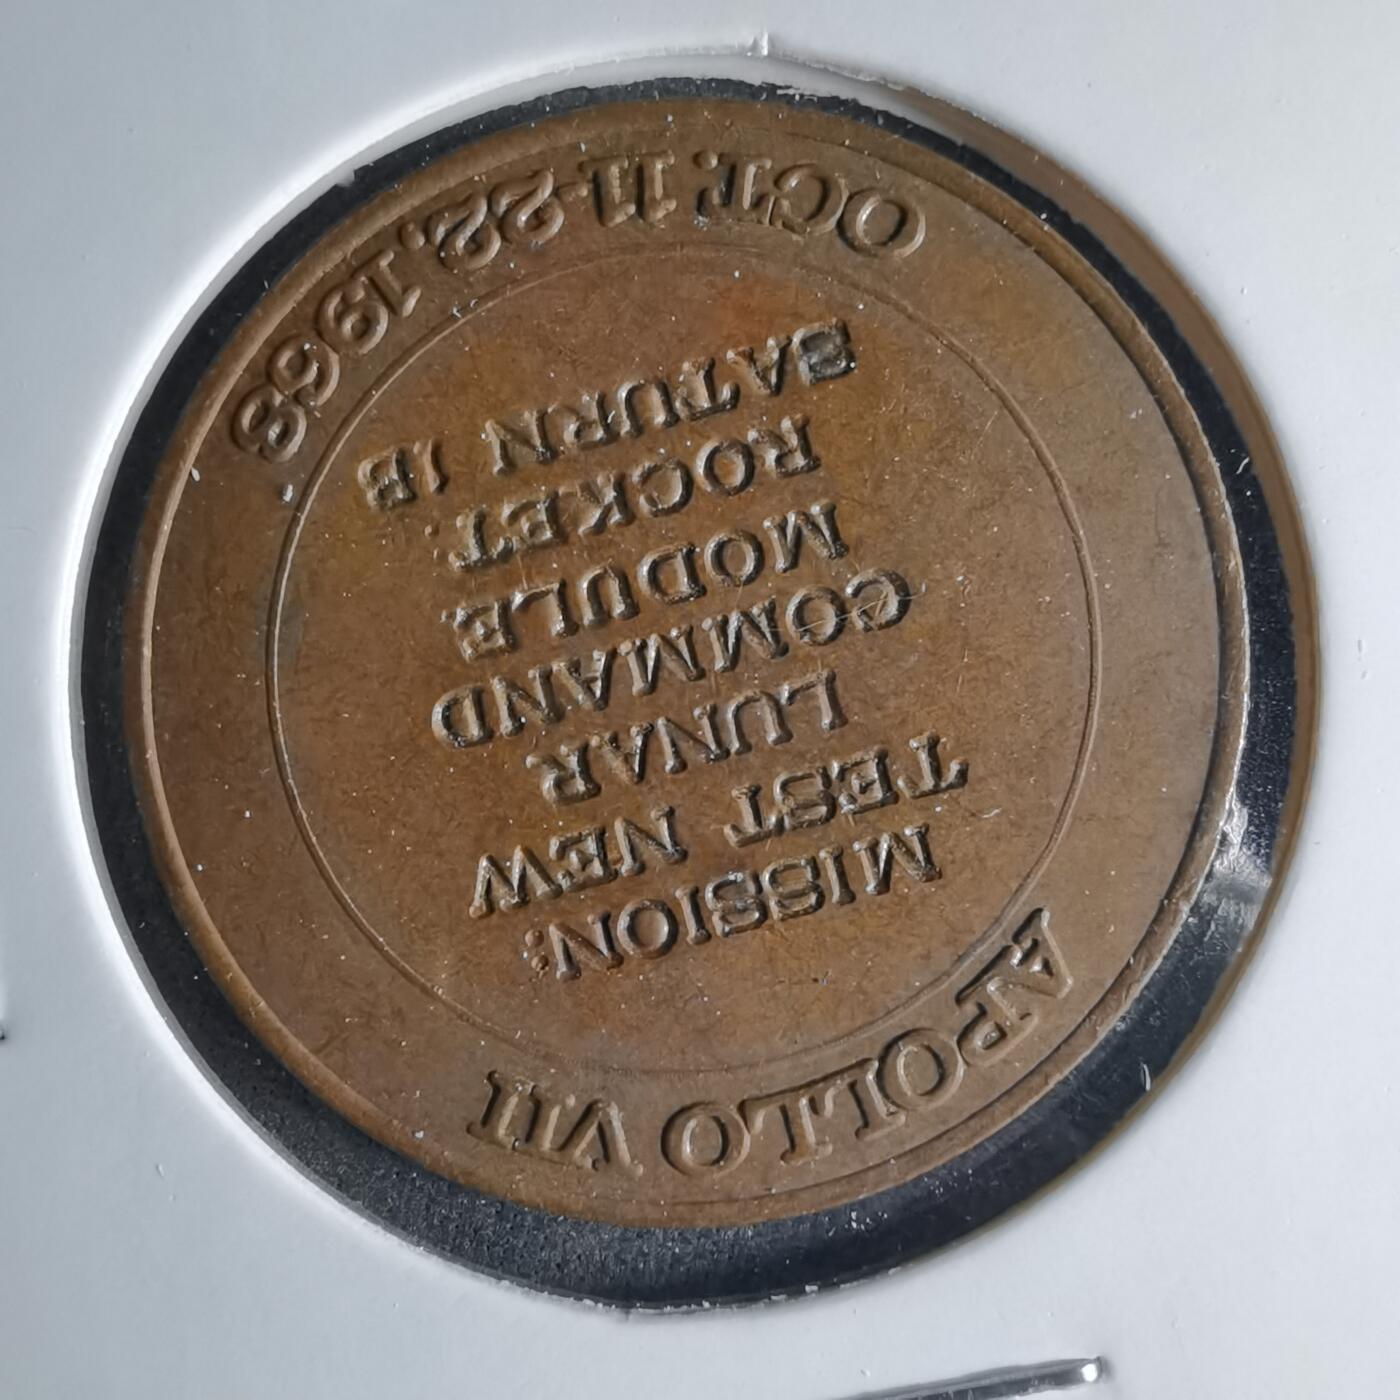 APOLLO VII
MISSION:
TEST NEW
LUNAR
COMMAND
MODULE
ROCKET:
SATURN 1B
OCT. 11-22, 1968